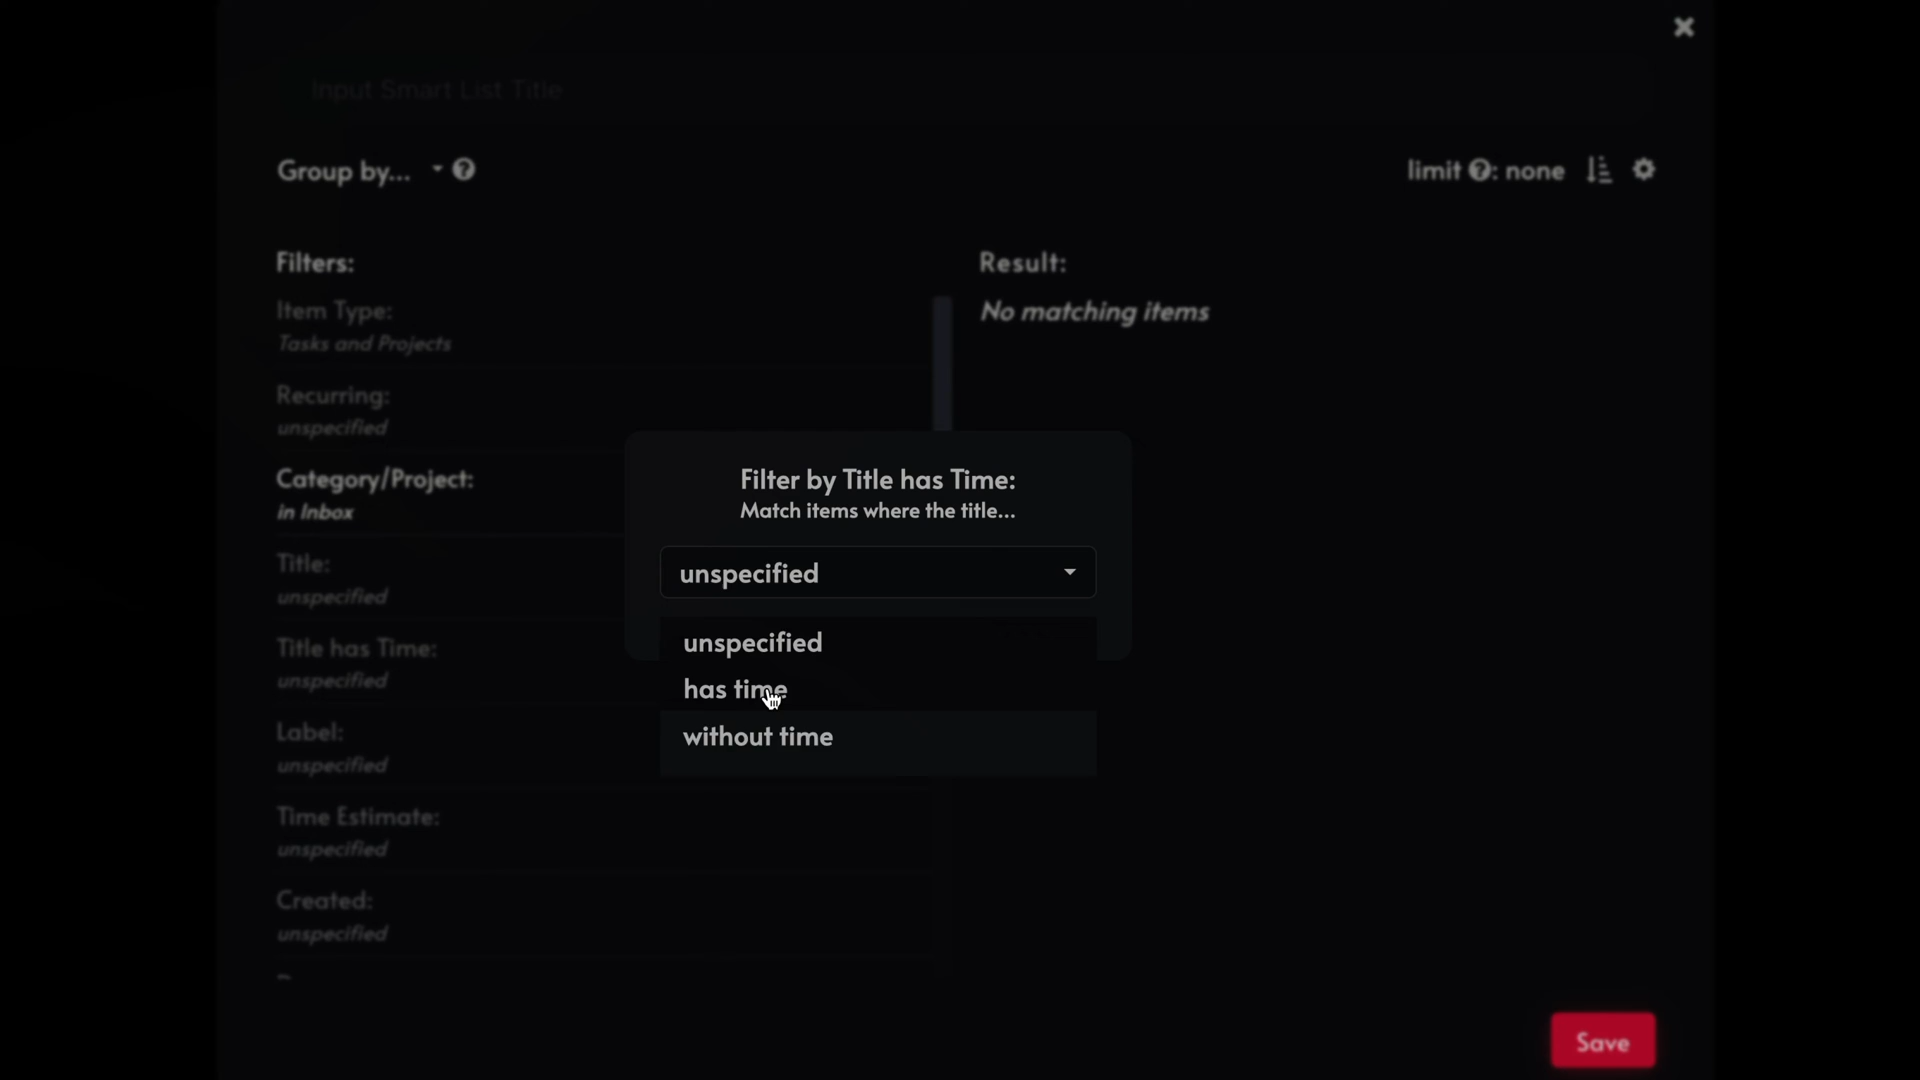 Input Smart List Title
Group by...
limit : none
Filters:
Item Type:
Tasks and Projects
Recurring:
unspecified
Category/Project:
in Inbox
Title:
unspecified
Title has Time:
unspecified
Label:
unspecified
Time Estimate:
unspecified
Created:
unspecified
Result:
No matching items
Filter by Title has Time:
Match items where the title...
unspecified
unspecified
has time
without time
Save